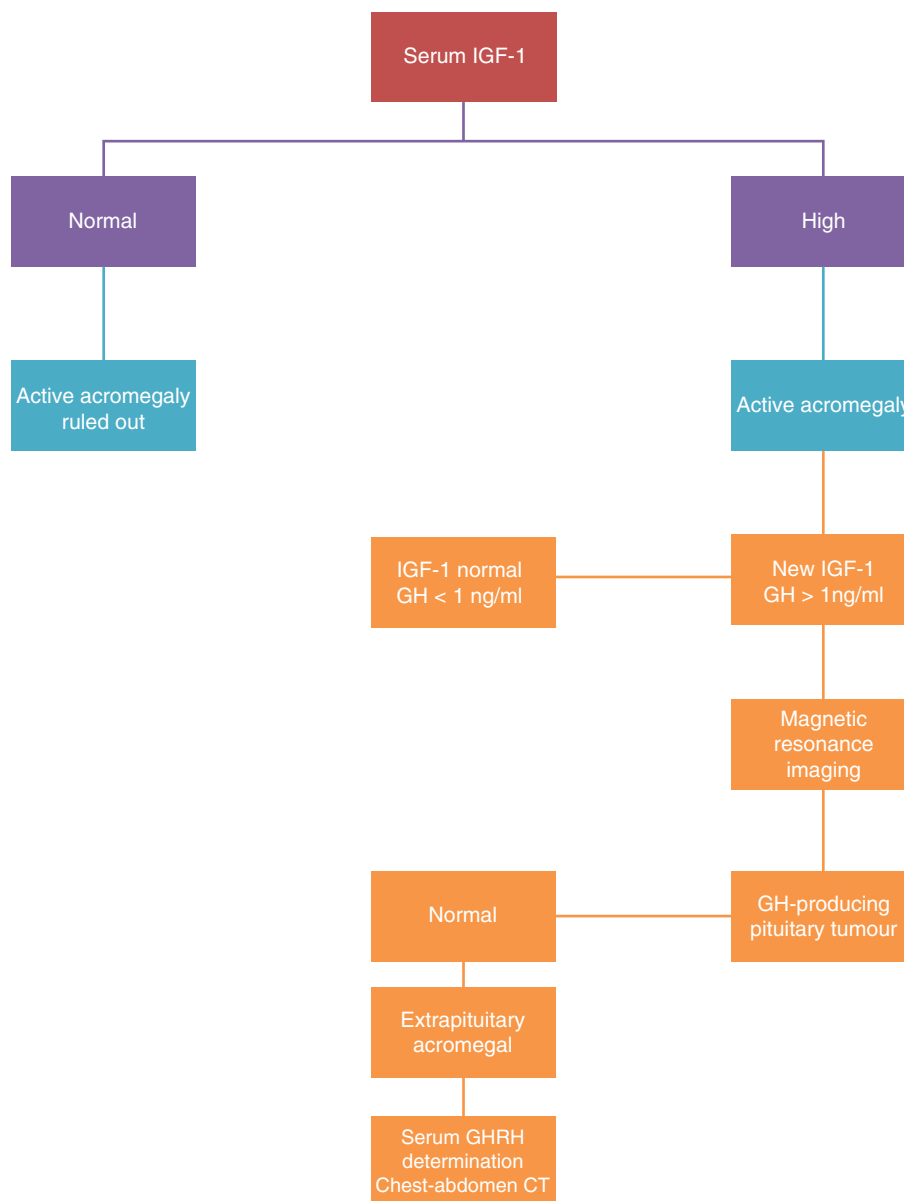 Serum IGF-1
Normal
High
Active acromegaly
ruled out
Active acromegaly
IGF-1 normal
GH < 1 ng/ml
New IGF-1
GH > 1ng/ml
Magnetic
resonance
imaging
Normal
GH-producing
pituitary tumour
Extrapituitary
acromegal
Serum GHRH
determination
Chest-abdomen CT